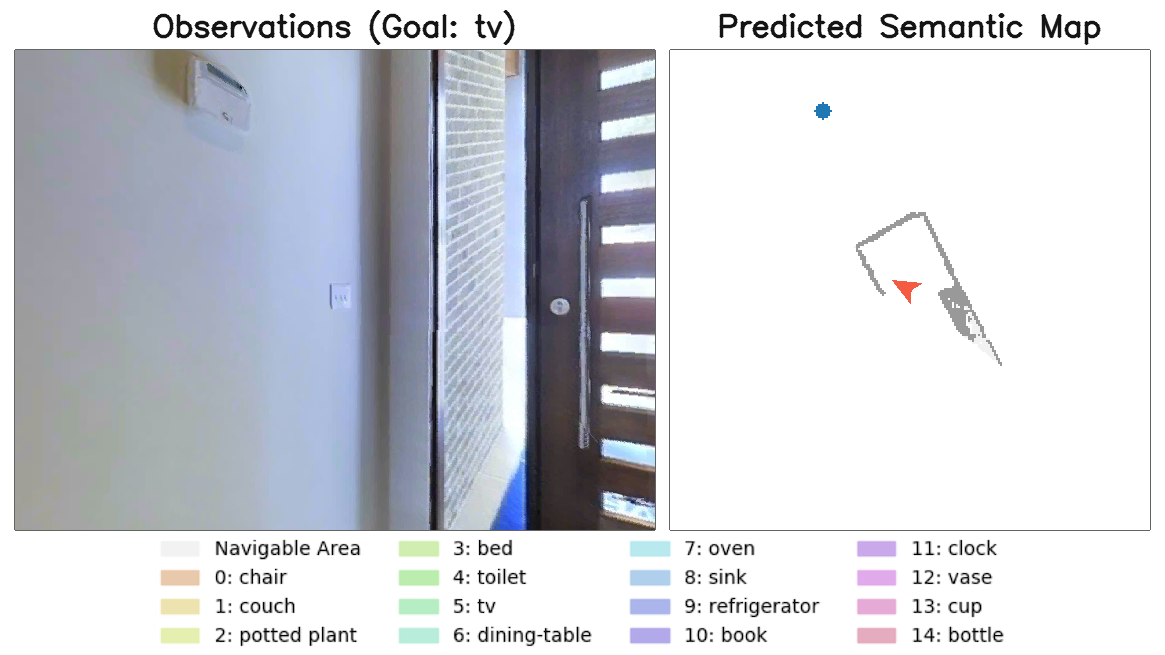 Observations (Goal: tv)
Predicted Semantic Map
Navigable Area
0: chair
1: couch
2: potted plant
3: bed
4: toilet
5: tv
6: dining-table
7: oven
8: sink
9: refrigerator
10: book
11: clock
12: vase
13: cup
14: bottle